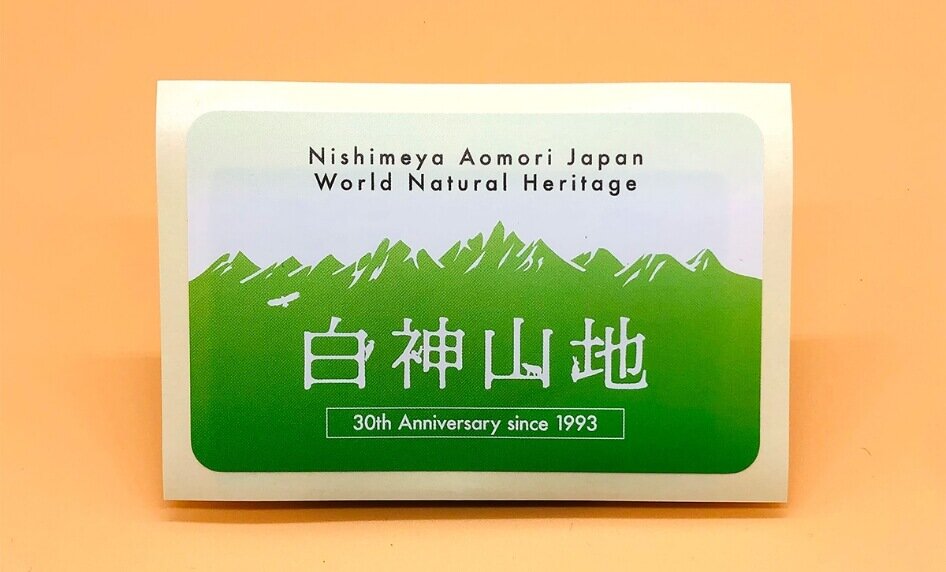 Nishimeya Aomori Japan
World Natural Heritage
白神山地
30th Anniversary since 1993